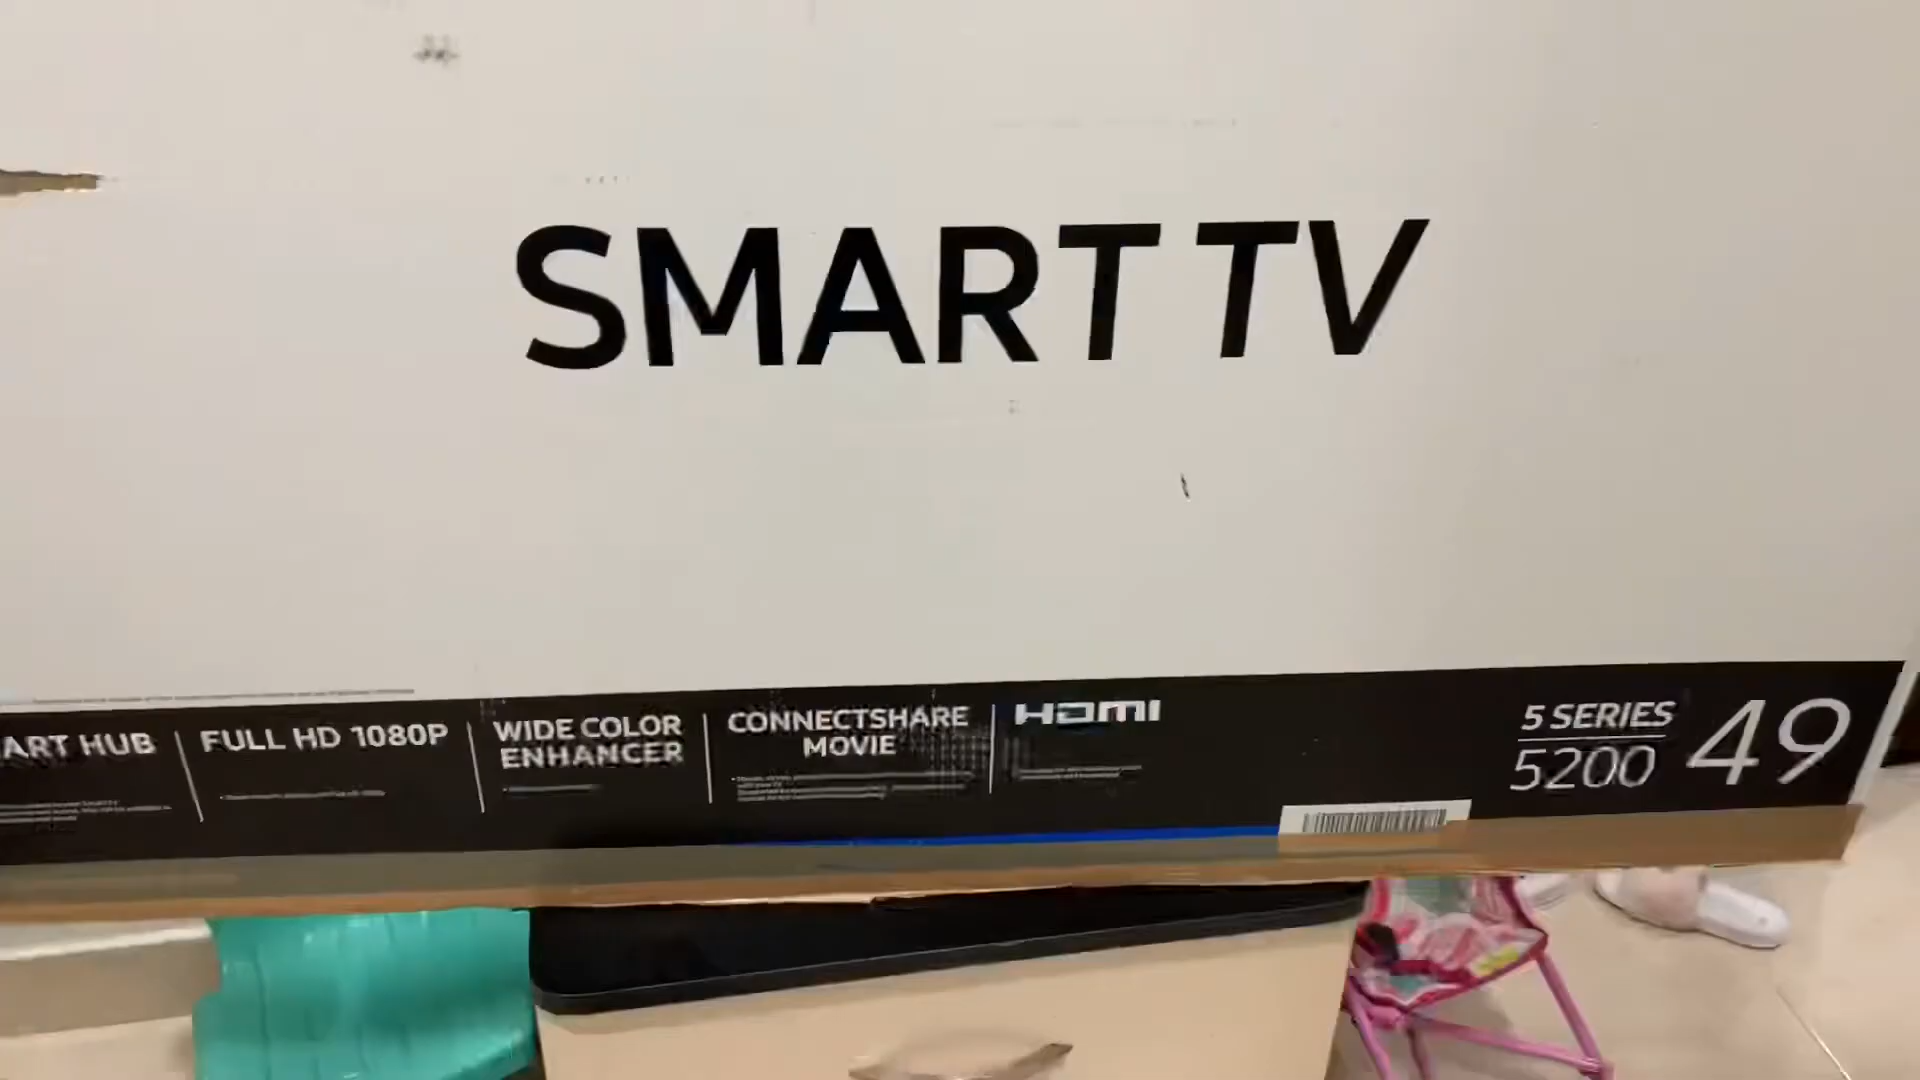 SMART TV
ART HUB
FULL HD 1080P
WIDE COLOR
ENHANCER
CONNECTSHARE
MOVIE
HDMI
5 SERIES
5200
49